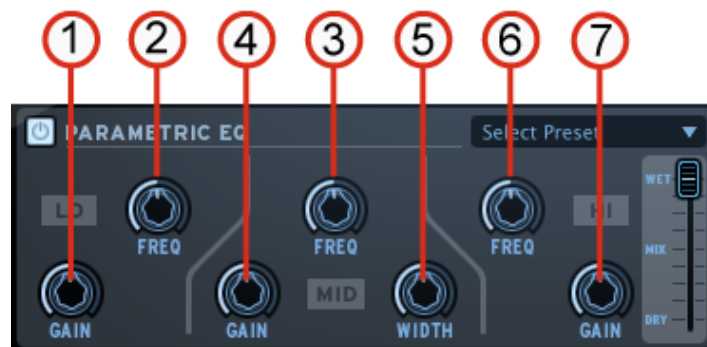 1 2 4 3 5 6 7
PARAMETRIC EQ Select Preset
WET
LO HI
FREQ FREQ FREQ
MIX
MID
DRY
GAIN GAIN WIDTH GAIN